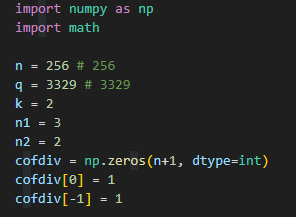 import numpy as np
import math
n = 256 # 256
q = 3329 # 3329
k = 2
n1 = 3
n2 = 2
cofdiv = np.zeros(n+1, dtype=int)
cofdiv[0] = 1
cofdiv[-1] = 1